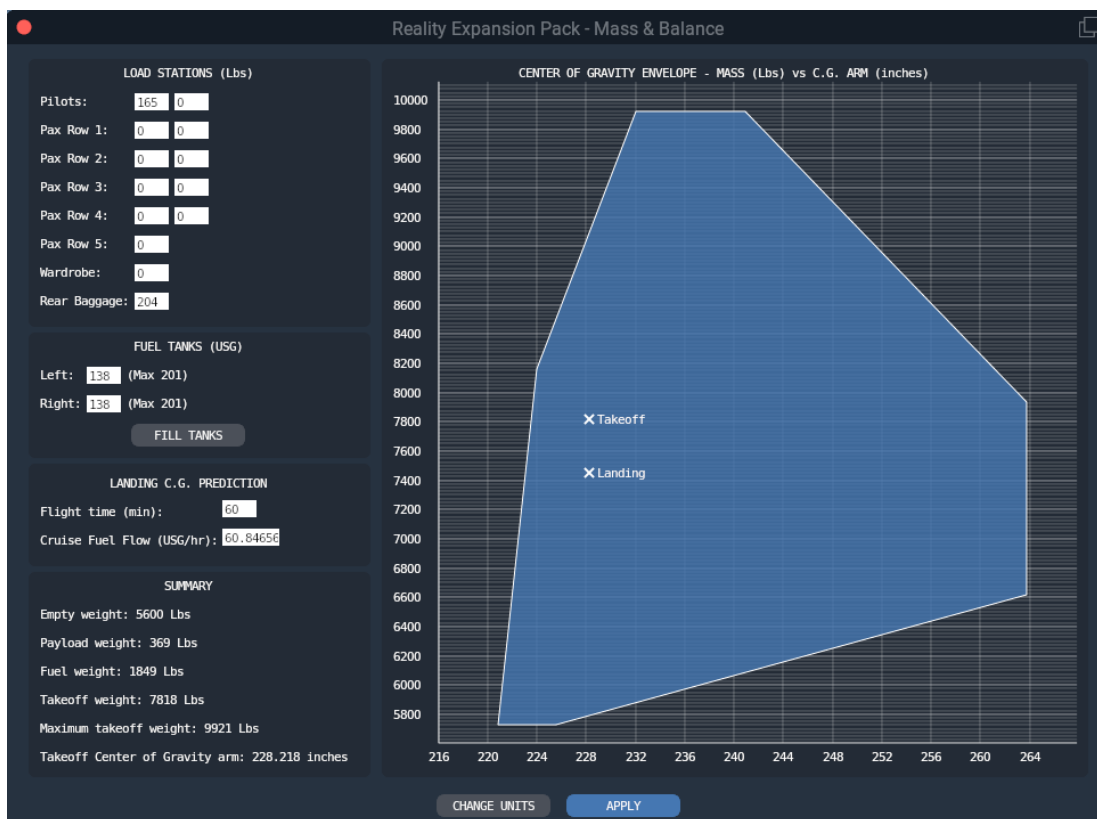 Reality Expansion Pack - Mass & Balance
LOAD STATIONS (Lbs)
Pilots: 165 0
Pax Row 1: 0 0
Pax Row 2: 0 0
Pax Row 3: 0 0
Pax Row 4: 0 0
Pax Row 5: 0
Wardrobe: 0
Rear Baggage: 204
FUEL TANKS (USG)
Left: 138 (Max 201)
Right: 138 (Max 201)
FILL TANKS
LANDING C.G. PREDICTION
Flight time (min): 60
Cruise Fuel Flow (USG/hr): 60.84656
SUMMARY
Empty weight: 5600 Lbs
Payload weight: 369 Lbs
Fuel weight: 1849 Lbs
Takeoff weight: 7818 Lbs
Maximum takeoff weight: 9921 Lbs
Takeoff Center of Gravity arm: 228.218 inches
CENTER OF GRAVITY ENVELOPE - MASS (Lbs) vs C.G. ARM (inches)
10000
9800
9600
9400
9200
9000
8800
8600
8400
8200
8000
7800
7600
7400
7200
7000
6800
6600
6400
6200
6000
5800
Takeoff
Landing
216 220 224 228 232 236 240 244 248 252 256 260 264
CHANGE UNITS
APPLY